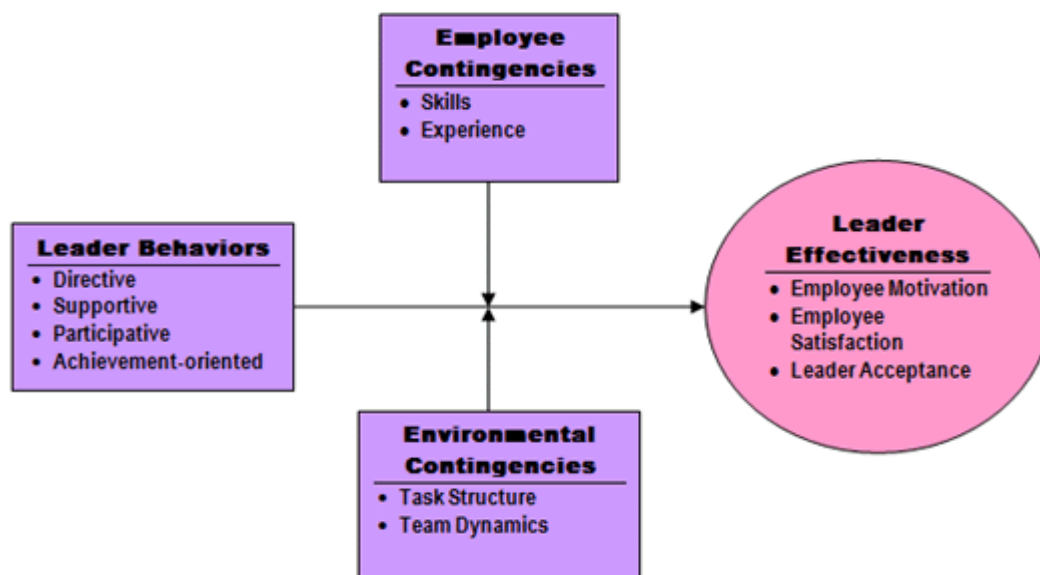 Employee
Contingencies
• Skills
• Experience
Leader Behaviors
• Directive
• Supportive
• Participative
• Achievement-oriented
Leader
Effectiveness
• Employee Motivation
• Employee
Satisfaction
• Leader Acceptance
Environmental
Contingencies
• Task Structure
• Team Dynamics